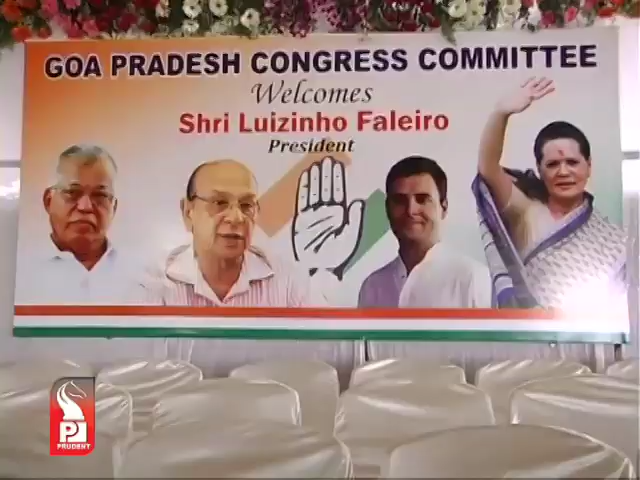 GOA PRADESH CONGRESS COMMITTEE
Welcomes
Shri Luizinho Faleiro
President
PRUDENT